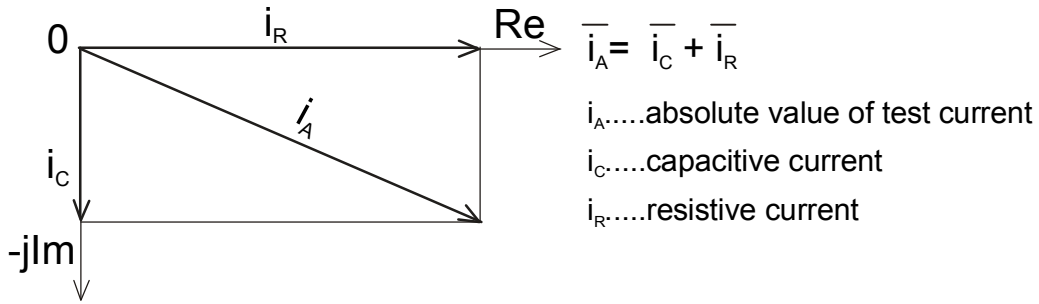 0
i_R
Re
i_A = i_C + i_R
i_A
i_A.....absolute value of test current
i_C
i_C.....capacitive current
i_R.....resistive current
-jIm